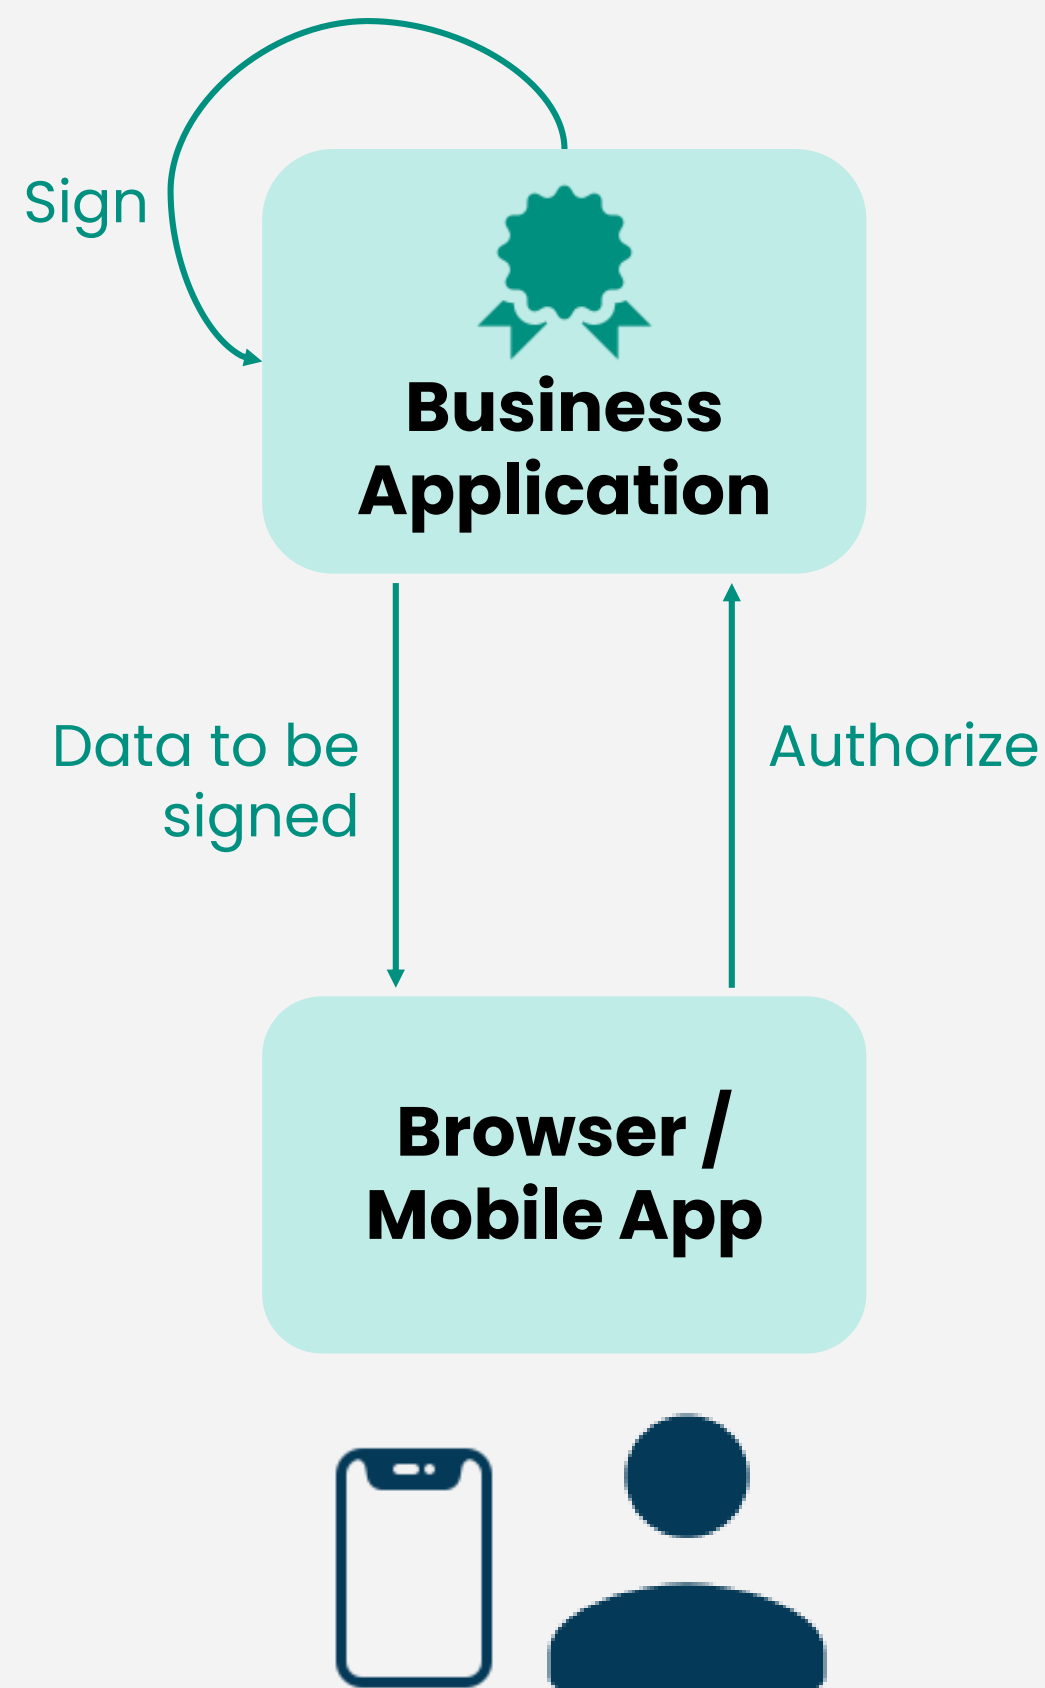 Sign
Business
Application
Data to be
signed
Authorize
Browser /
Mobile App